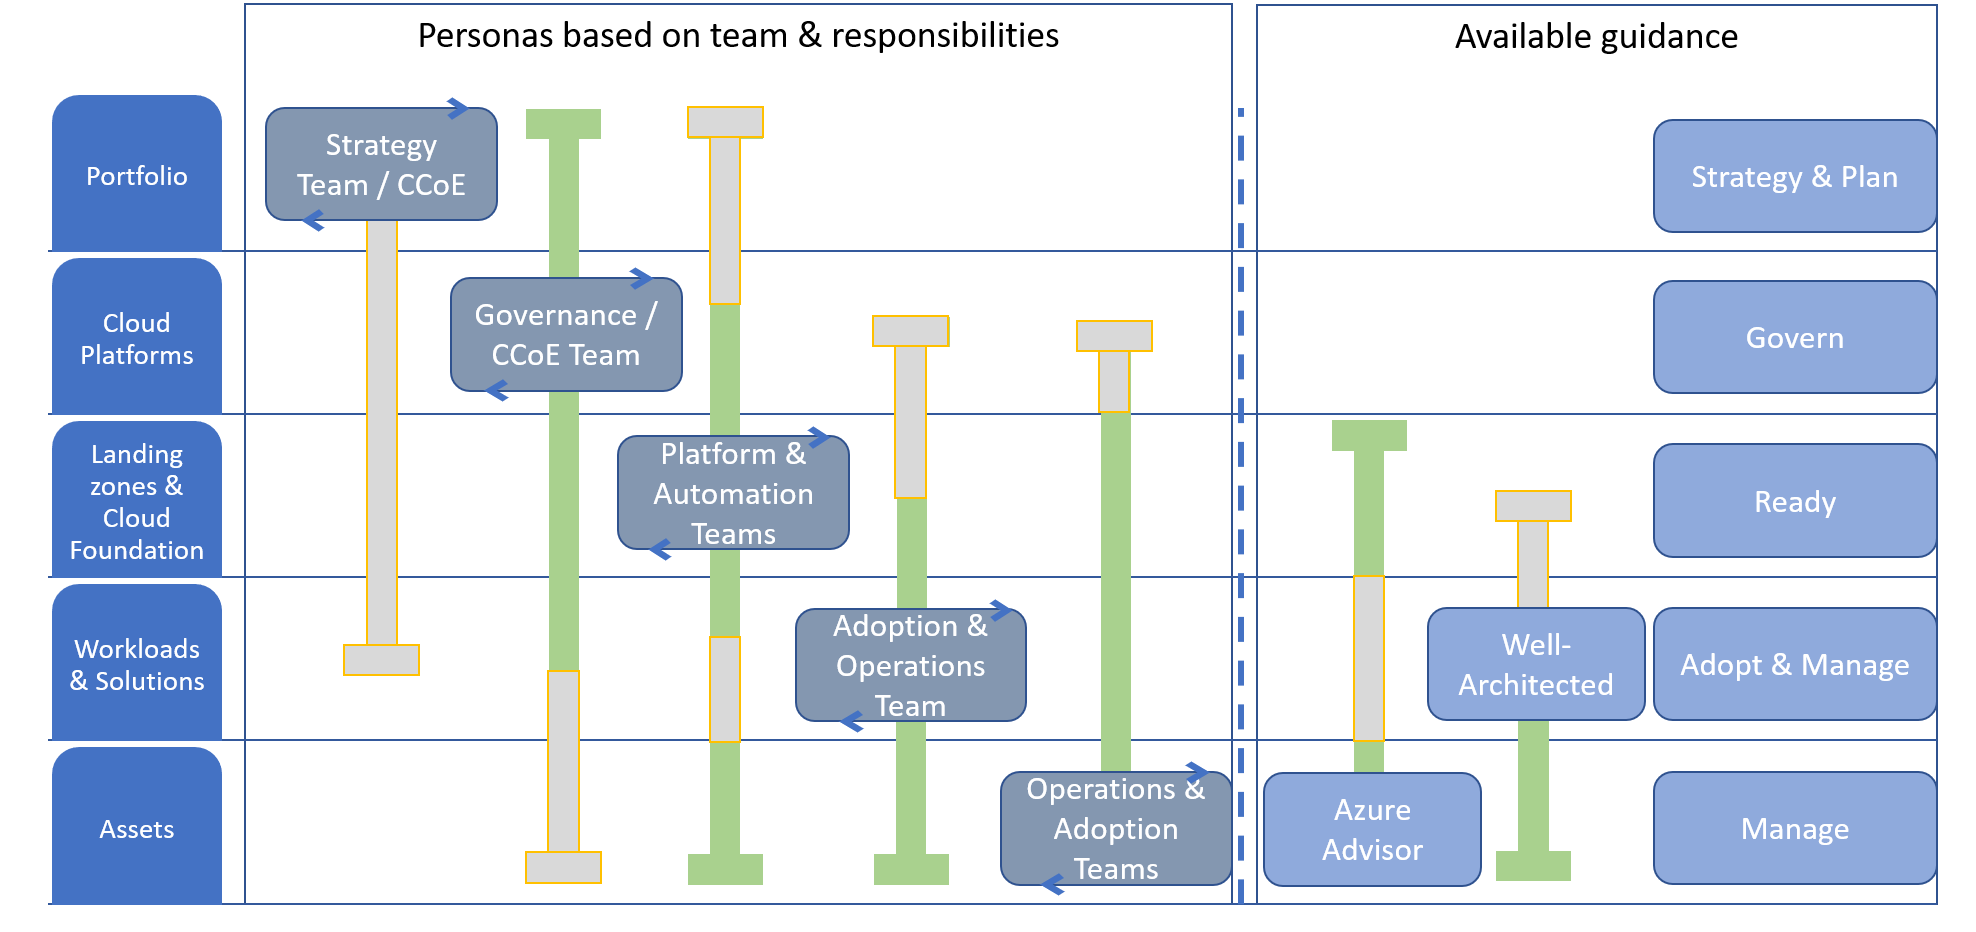 Personas based on team & responsibilities
Available guidance
Portfolio
Strategy
Team / CCoE
Strategy & Plan
Cloud
Platforms
Governance /
CCoE Team
Govern
Landing
zones &
Cloud
Foundation
Platform &
Automation
Teams
Ready
Workloads
& Solutions
Adoption &
Operations
Team
Well-
Architected
Adopt & Manage
Assets
Operations &
Adoption
Teams
Azure
Advisor
Manage